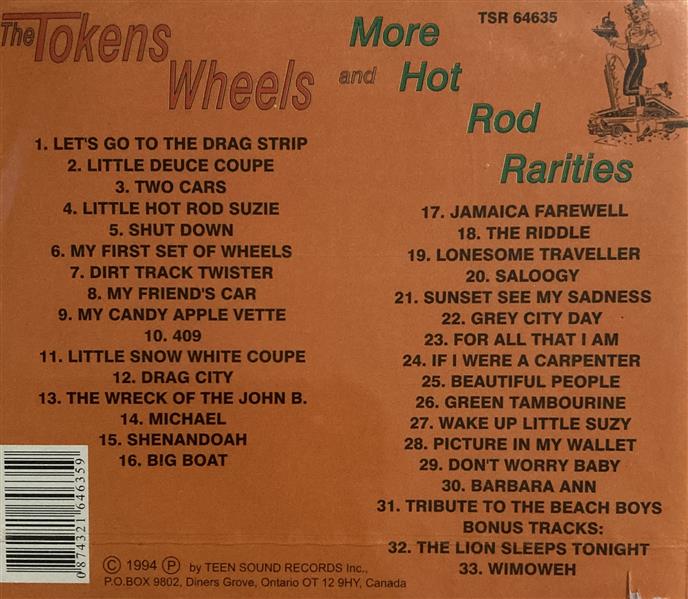 The Tokens
Wheels
and
More
Hot
Rod
Rarities
TSR 64635
1. LET'S GO TO THE DRAG STRIP
2. LITTLE DEUCE COUPE
3. TWO CARS
4. LITTLE HOT ROD SUZIE
5. SHUT DOWN
6. MY FIRST SET OF WHEELS
7. DIRT TRACK TWISTER
8. MY FRIEND'S CAR
9. MY CANDY APPLE VETTE
10. 409
11. LITTLE SNOW WHITE COUPE
12. DRAG CITY
13. THE WRECK OF THE JOHN B.
14. MICHAEL
15. SHENANDOAH
16. BIG BOAT
17. JAMAICA FAREWELL
18. THE RIDDLE
19. LONESOME TRAVELLER
20. SALOOGY
21. SUNSET SEE MY SADNESS
22. GREY CITY DAY
23. FOR ALL THAT I AM
24. IF I WERE A CARPENTER
25. BEAUTIFUL PEOPLE
26. GREEN TAMBOURINE
27. WAKE UP LITTLE SUZY
28. PICTURE IN MY WALLET
29. DON'T WORRY BABY
30. BARBARA ANN
31. TRIBUTE TO THE BEACH BOYS
BONUS TRACKS:
32. THE LION SLEEPS TONIGHT
33. WIMOWEH
0 874321 646359
© 1994 ℗ by TEEN SOUND RECORDS Inc.,
P.O.BOX 9802, Diners Grove, Ontario OT 12 9HY, Canada